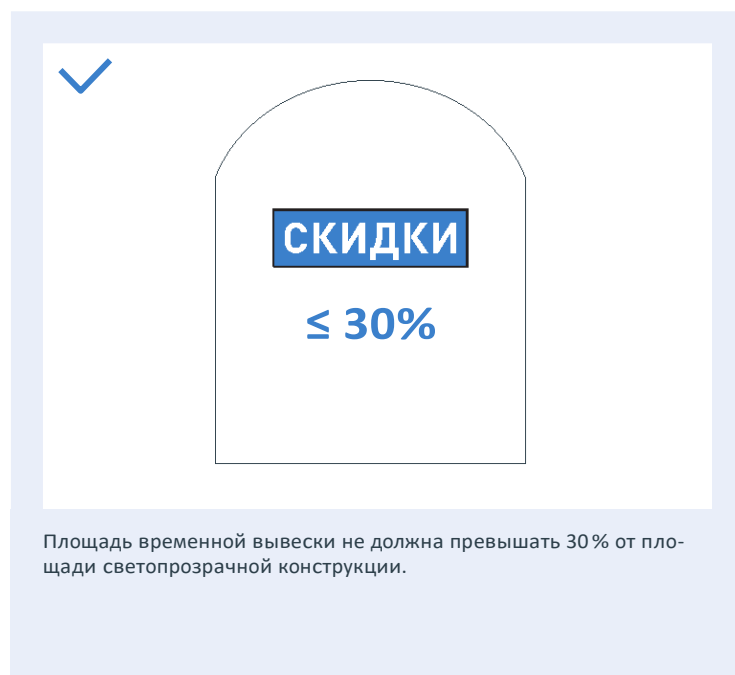 СКИДКИ
≤ 30%
Площадь временной вывески не должна превышать 30 % от пло-
щади светопрозрачной конструкции.